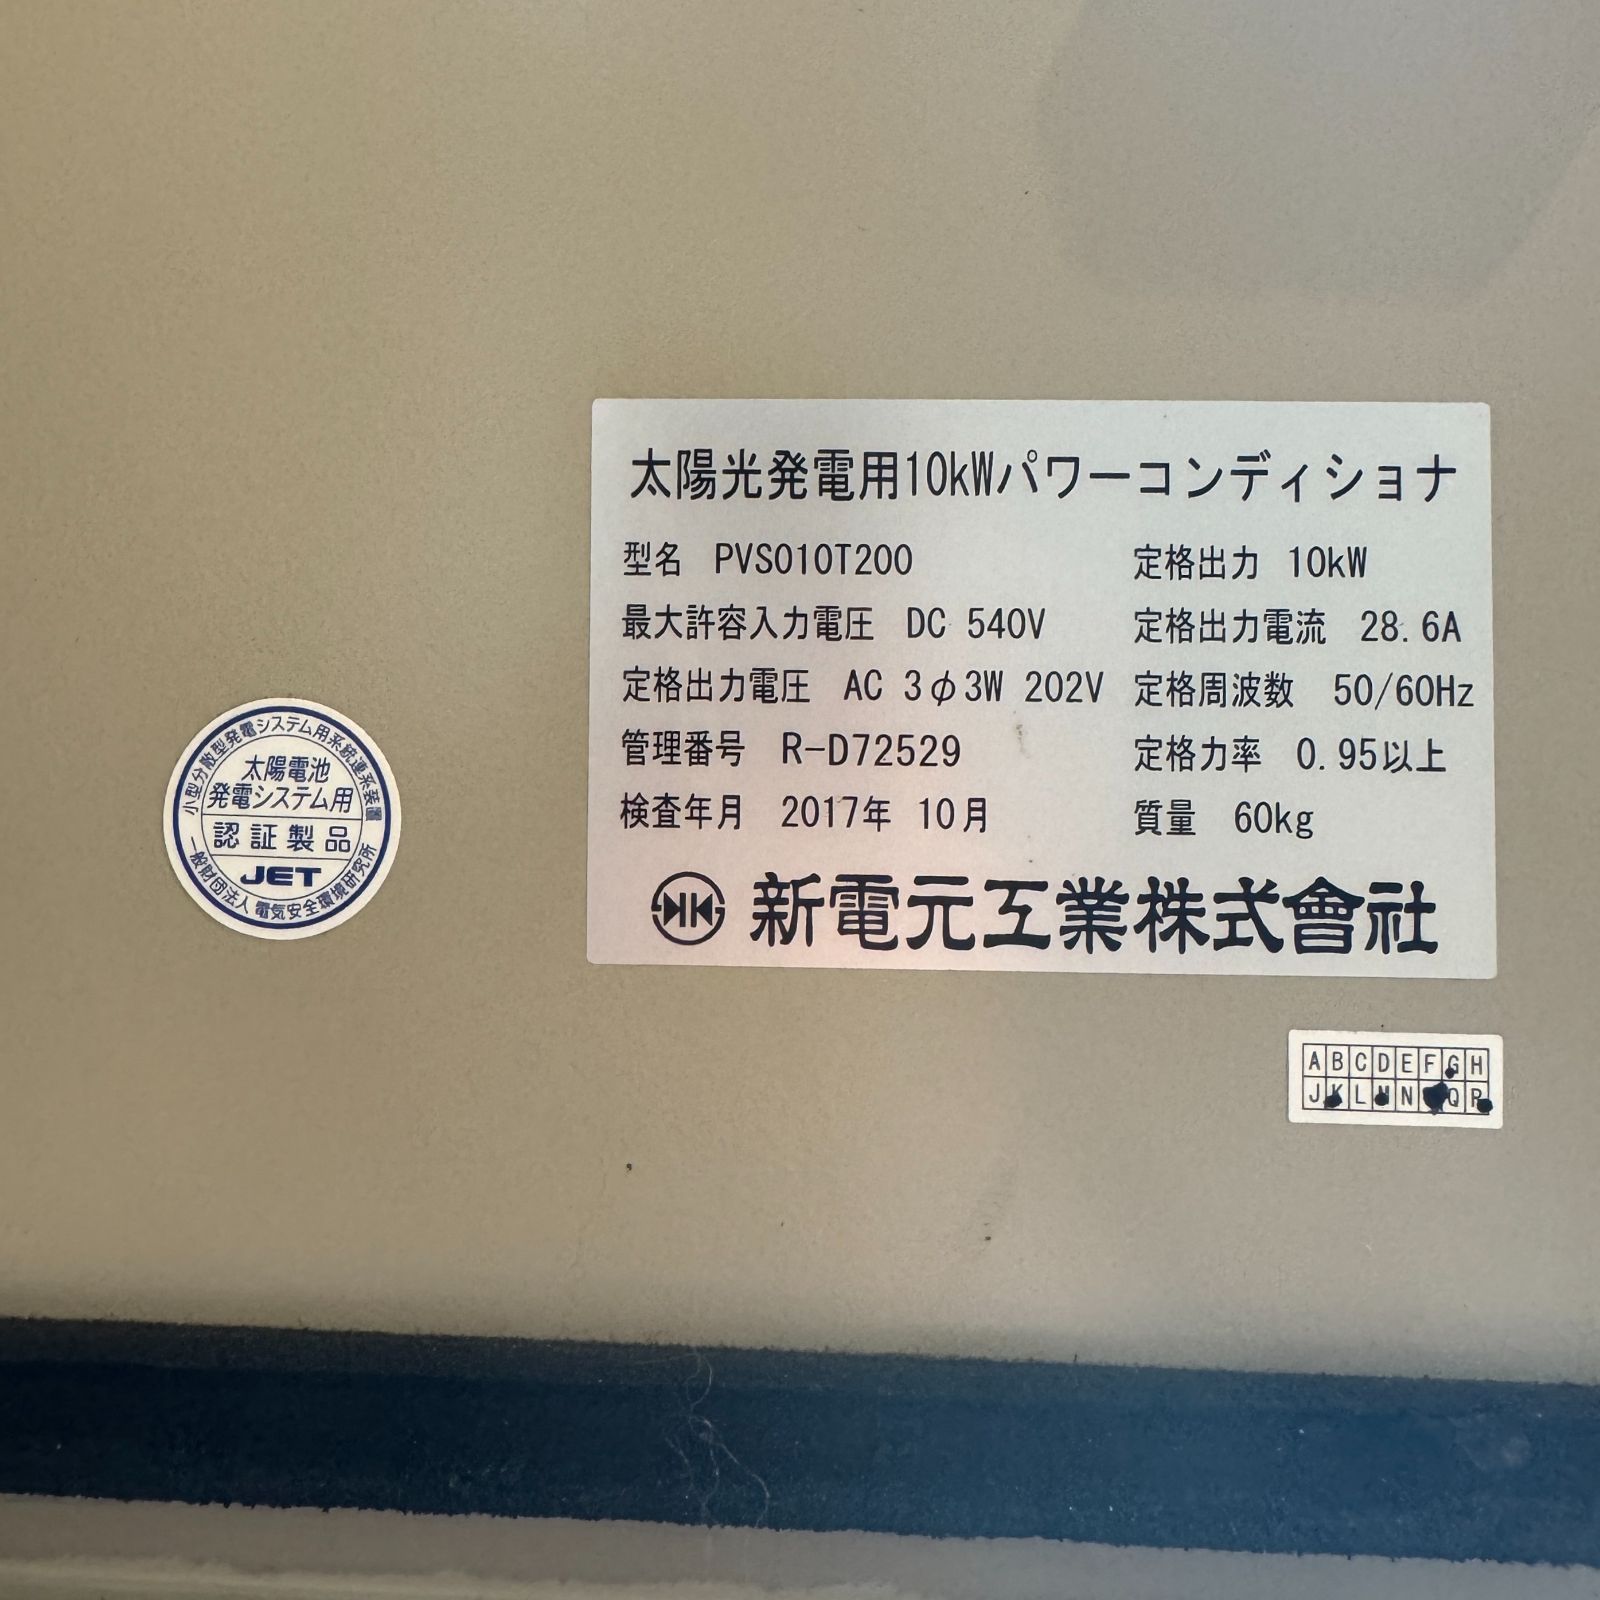 太陽光発電用10kWパワーコンディショナ
型名 PVS010T200
定格出力 10kW
最大許容入力電圧 DC 540V
定格出力電流 28.6A
定格出力電圧 AC 3φ3W 202V
定格周波数 50/60Hz
管理番号 R-D72529
定格力率 0.95以上
検査年月 2017年 10月
質量 60kg
新電元工業株式會社
小型分散型発電システム用系統連系装置
太陽電池
発電システム用
認証製品
JET
一般財団法人 電気安全環境研究所
A B C D E F G H
J K L M N Q R